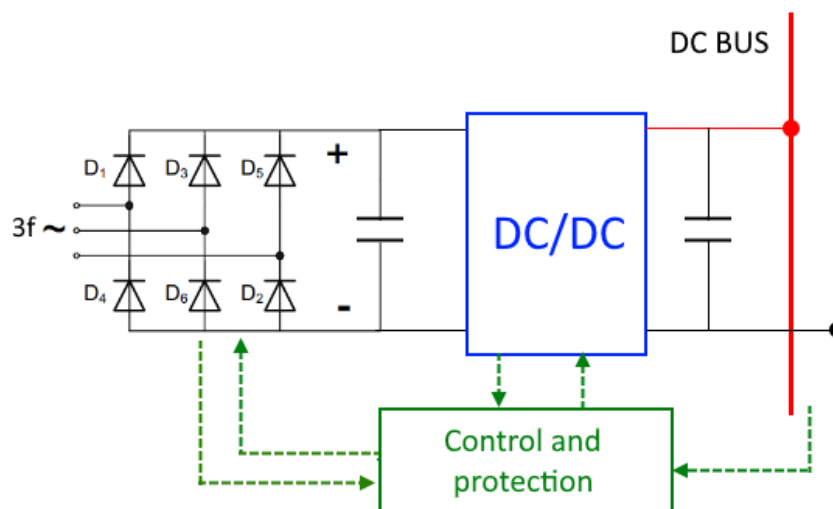 DC BUS
D1
D3
D5
+
3f ~
DC/DC
D4
D6
D2
-
Control and
protection